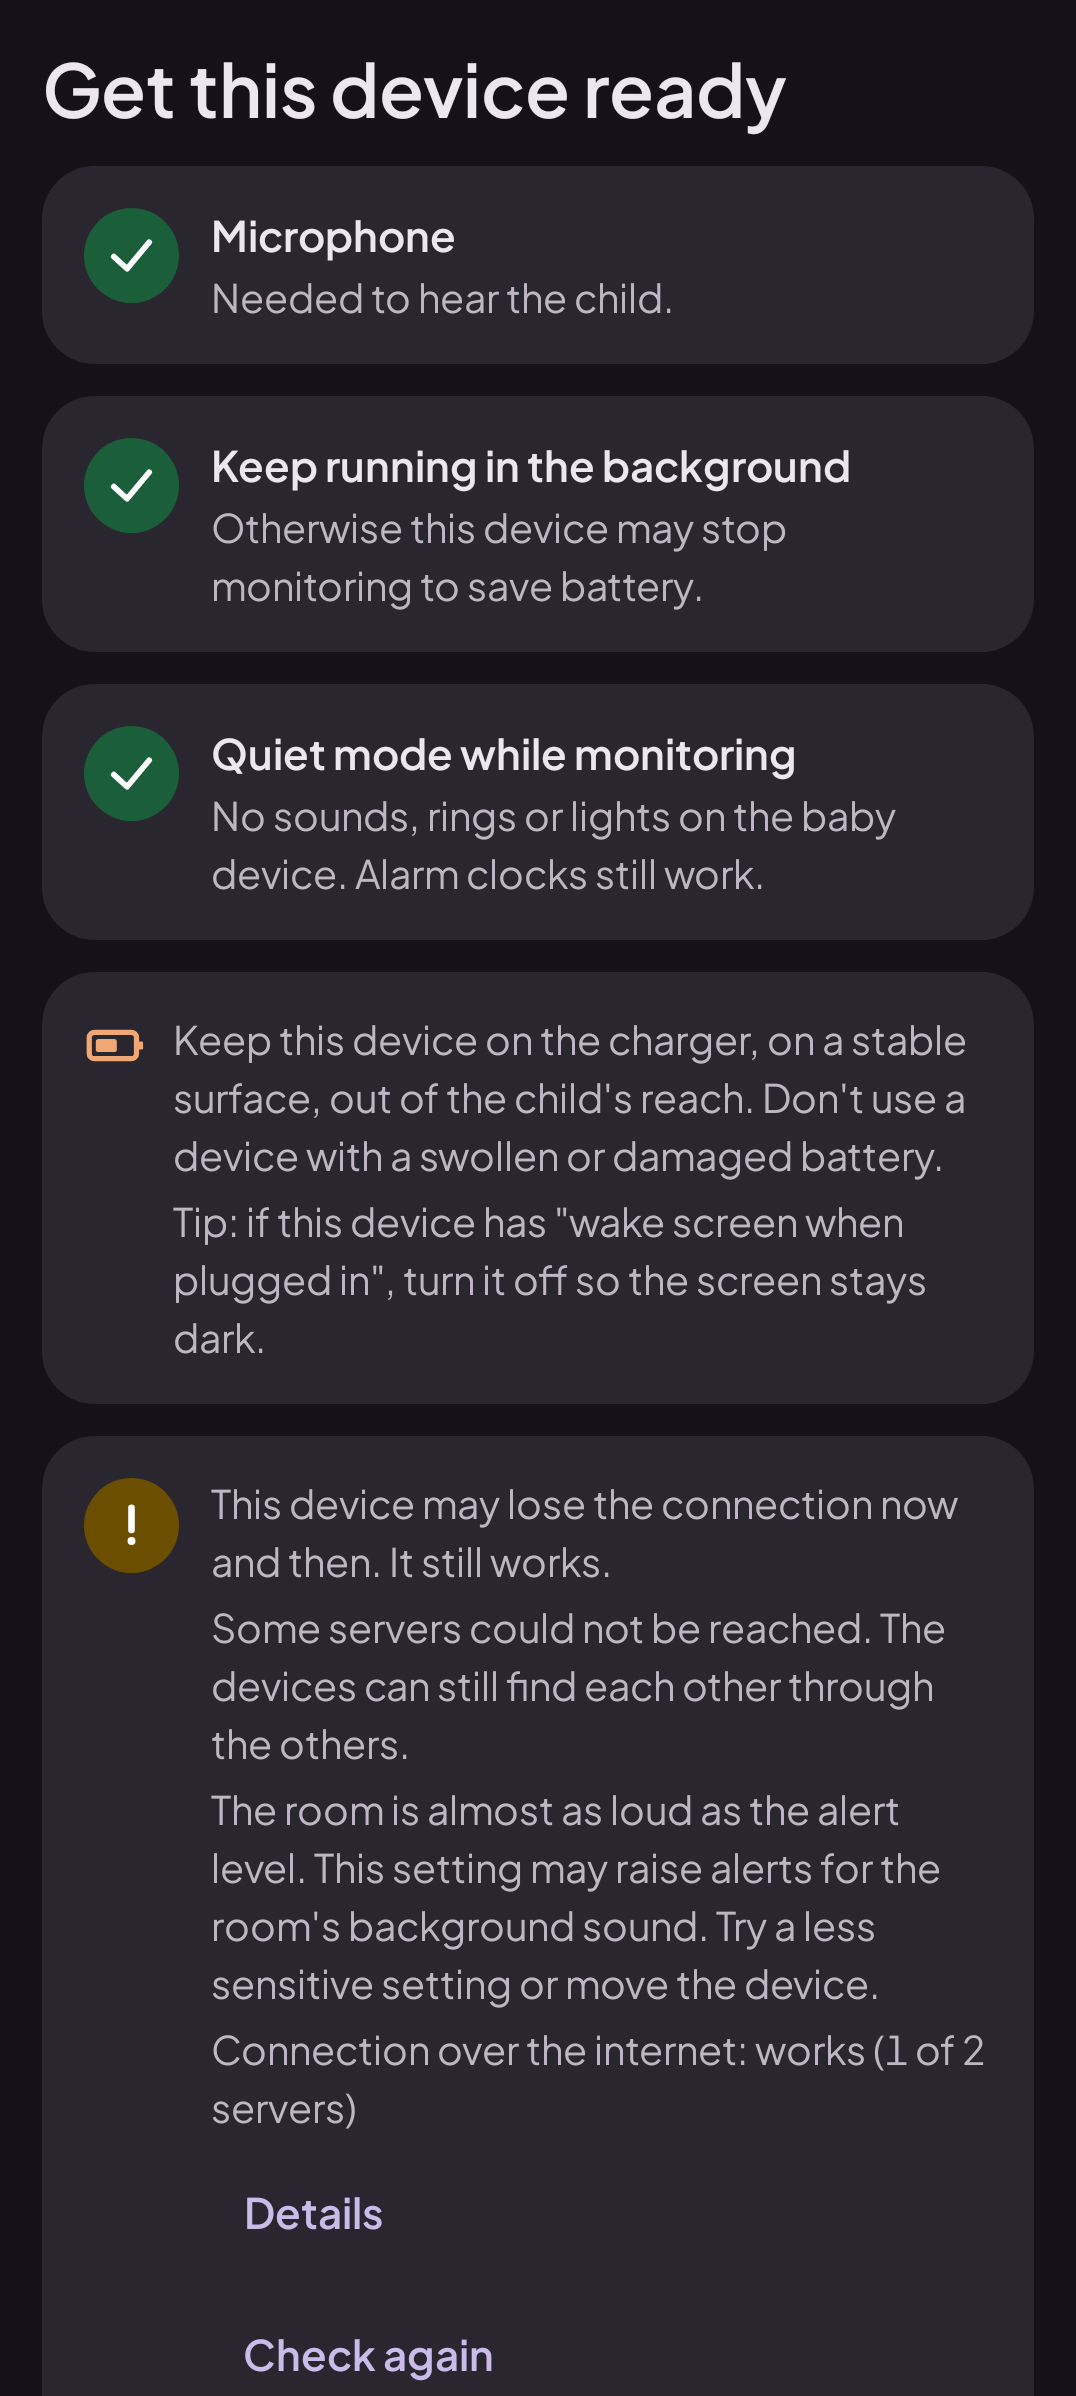 Get this device ready
Microphone
Needed to hear the child.
Keep running in the background
Otherwise this device may stop
monitoring to save battery.
Quiet mode while monitoring
No sounds, rings or lights on the baby
device. Alarm clocks still work.
Keep this device on the charger, on a stable
surface, out of the child's reach. Don't use a
device with a swollen or damaged battery.
Tip: if this device has "wake screen when
plugged in", turn it off so the screen stays
dark.
This device may lose the connection now
and then. It still works.
Some servers could not be reached. The
devices can still find each other through
the others.
The room is almost as loud as the alert
level. This setting may raise alerts for the
room's background sound. Try a less
sensitive setting or move the device.
Connection over the internet: works (1 of 2
servers)
Details
Check again